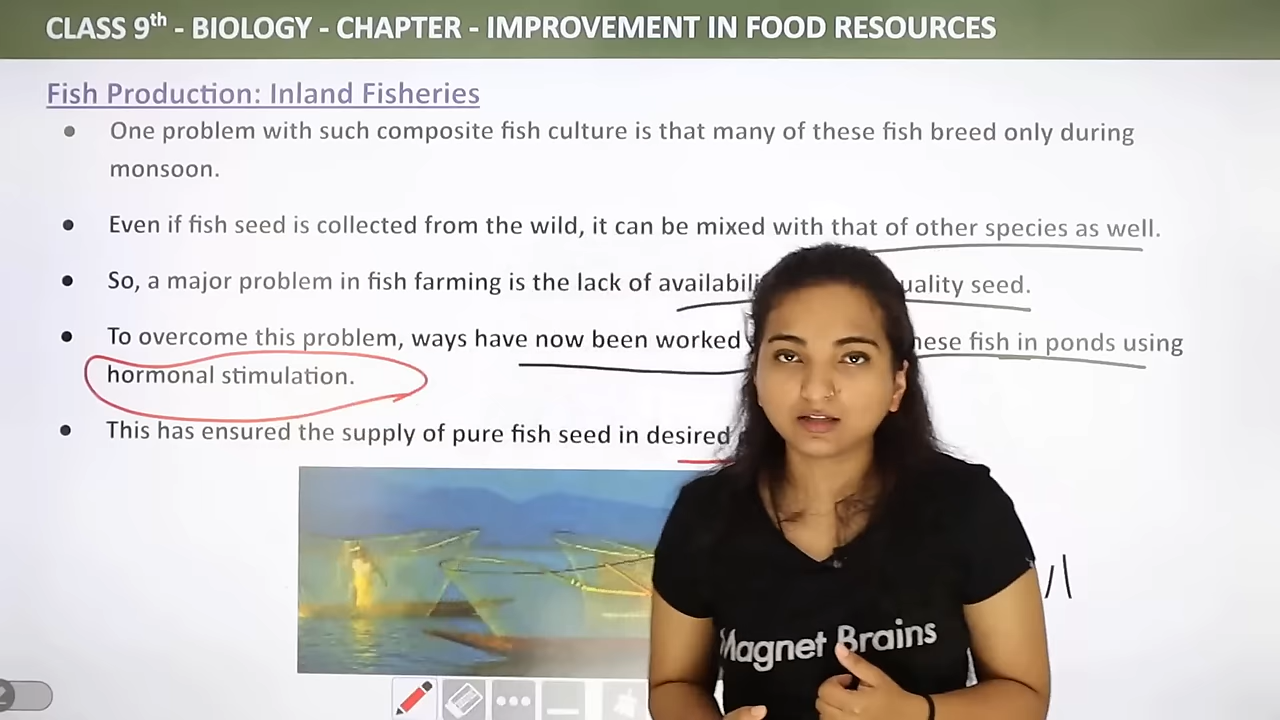 CLASS 9th - BIOLOGY - CHAPTER - IMPROVEMENT IN FOOD RESOURCES
Fish Production: Inland Fisheries
• One problem with such composite fish culture is that many of these fish breed only during
monsoon.
• Even if fish seed is collected from the wild, it can be mixed with that of other species as well.
• So, a major problem in fish farming is the lack of uality seed.
• To overcome this problem, ways have now been worked hese fish in ponds using
hormonal stimulation.
• This has ensured the supply of pure fish seed in desired
Magnet Brains